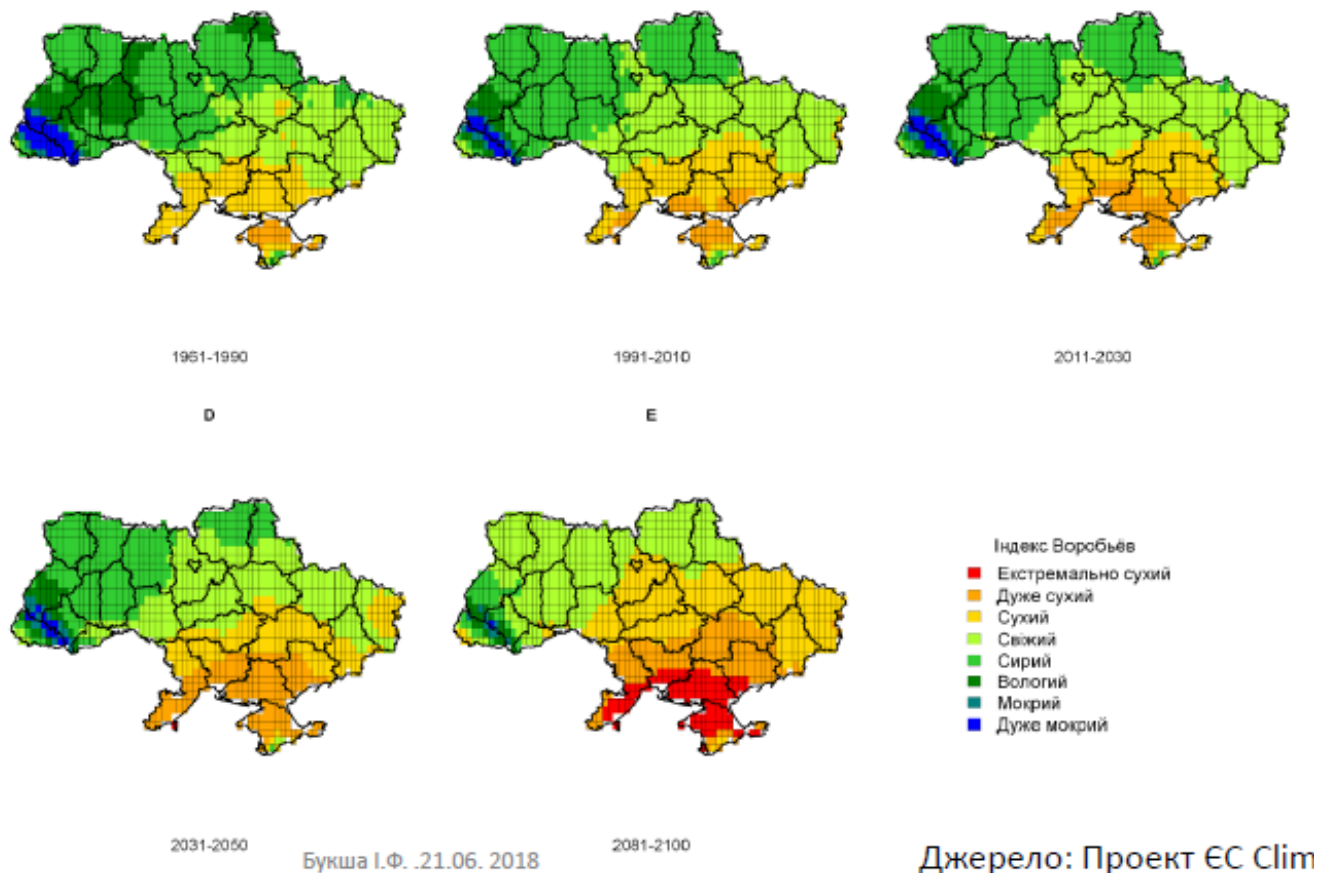 1961-1990
1991-2010
2011-2030
D
E
Індекс Воробьёв
Екстремально сухий
Дуже сухий
Сухий
Свіжий
Сирий
Вологий
Мокрий
Дуже мокрий
2031-2050
2081-2100
Букша І.Ф. .21.06. 2018
Джерело: Проект ЄС Clim